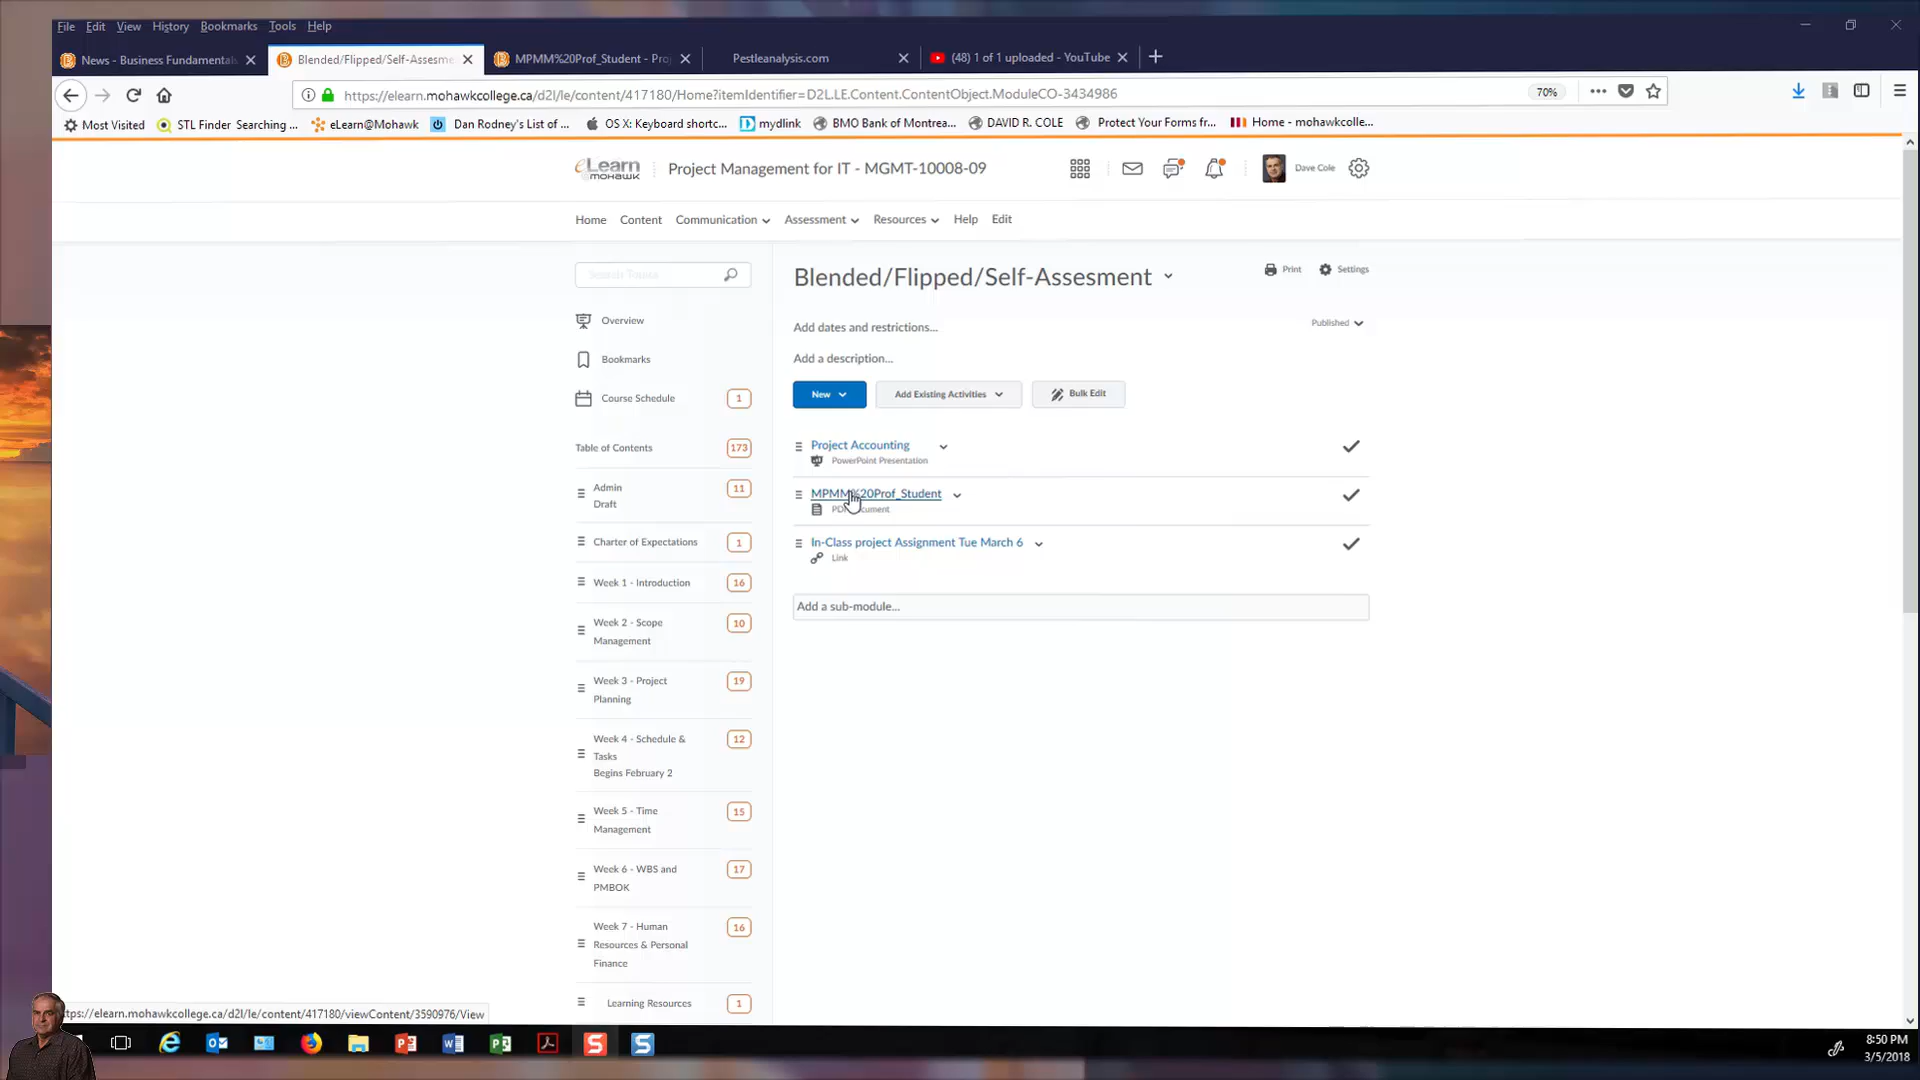 File Edit View History Bookmarks Tools Help
News - Business Fundamentals
Blended/Flipped/Self-Assesme
MPMM%20Prof_Student - Pro
Pestleanalysis.com
(48) 1 of 1 uploaded - YouTube
https://elearn.mohawkcollege.ca/d2l/le/content/417180/Home?itemIdentifier=D2L.LE.Content.ContentObject.ModuleCO-3434986
70%
Most Visited
STL Finder Searching ...
eLearn@Mohawk
Dan Rodney's List of ...
OS X: Keyboard shortc...
mydlink
BMO Bank of Montrea...
DAVID R. COLE
Protect Your Forms fr...
Home - mohawkcolle...
eLearn
MOHAWK
Project Management for IT - MGMT-10008-09
Dave Cole
Home Content Communication Assessment Resources Help Edit
Search Topics
Overview
Bookmarks
Course Schedule 1
Table of Contents 173
Admin 11
Draft
Charter of Expectations 1
Week 1 - Introduction 16
Week 2 - Scope 10
Management
Week 3 - Project 19
Planning
Week 4 - Schedule & 12
Tasks
Begins February 2
Week 5 - Time 15
Management
Week 6 - WBS and 17
PMBOK
Week 7 - Human 16
Resources & Personal
Finance
Learning Resources 1
Blended/Flipped/Self-Assesment
Print Settings
Add dates and restrictions...
Published
Add a description...
New Add Existing Activities Bulk Edit
Project Accounting
PowerPoint Presentation
MPMM%20Prof_Student
In-Class project Assignment Tue March 6
Link
Add a sub-module...
ttps://elearn.mohawkcollege.ca/d2l/le/content/417180/viewContent/3590976/View
8:50 PM
3/5/2018